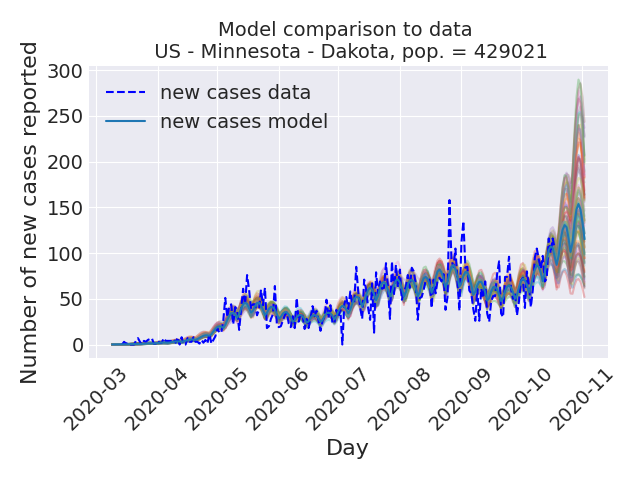 Model comparison to data
US - Minnesota - Dakota, pop. = 429021
Number of new cases reported
300
250
200
150
100
50
0
new cases data
new cases model
2020-03
2020-04
2020-05
2020-06
2020-07
2020-08
2020-09
2020-10
2020-11
Day